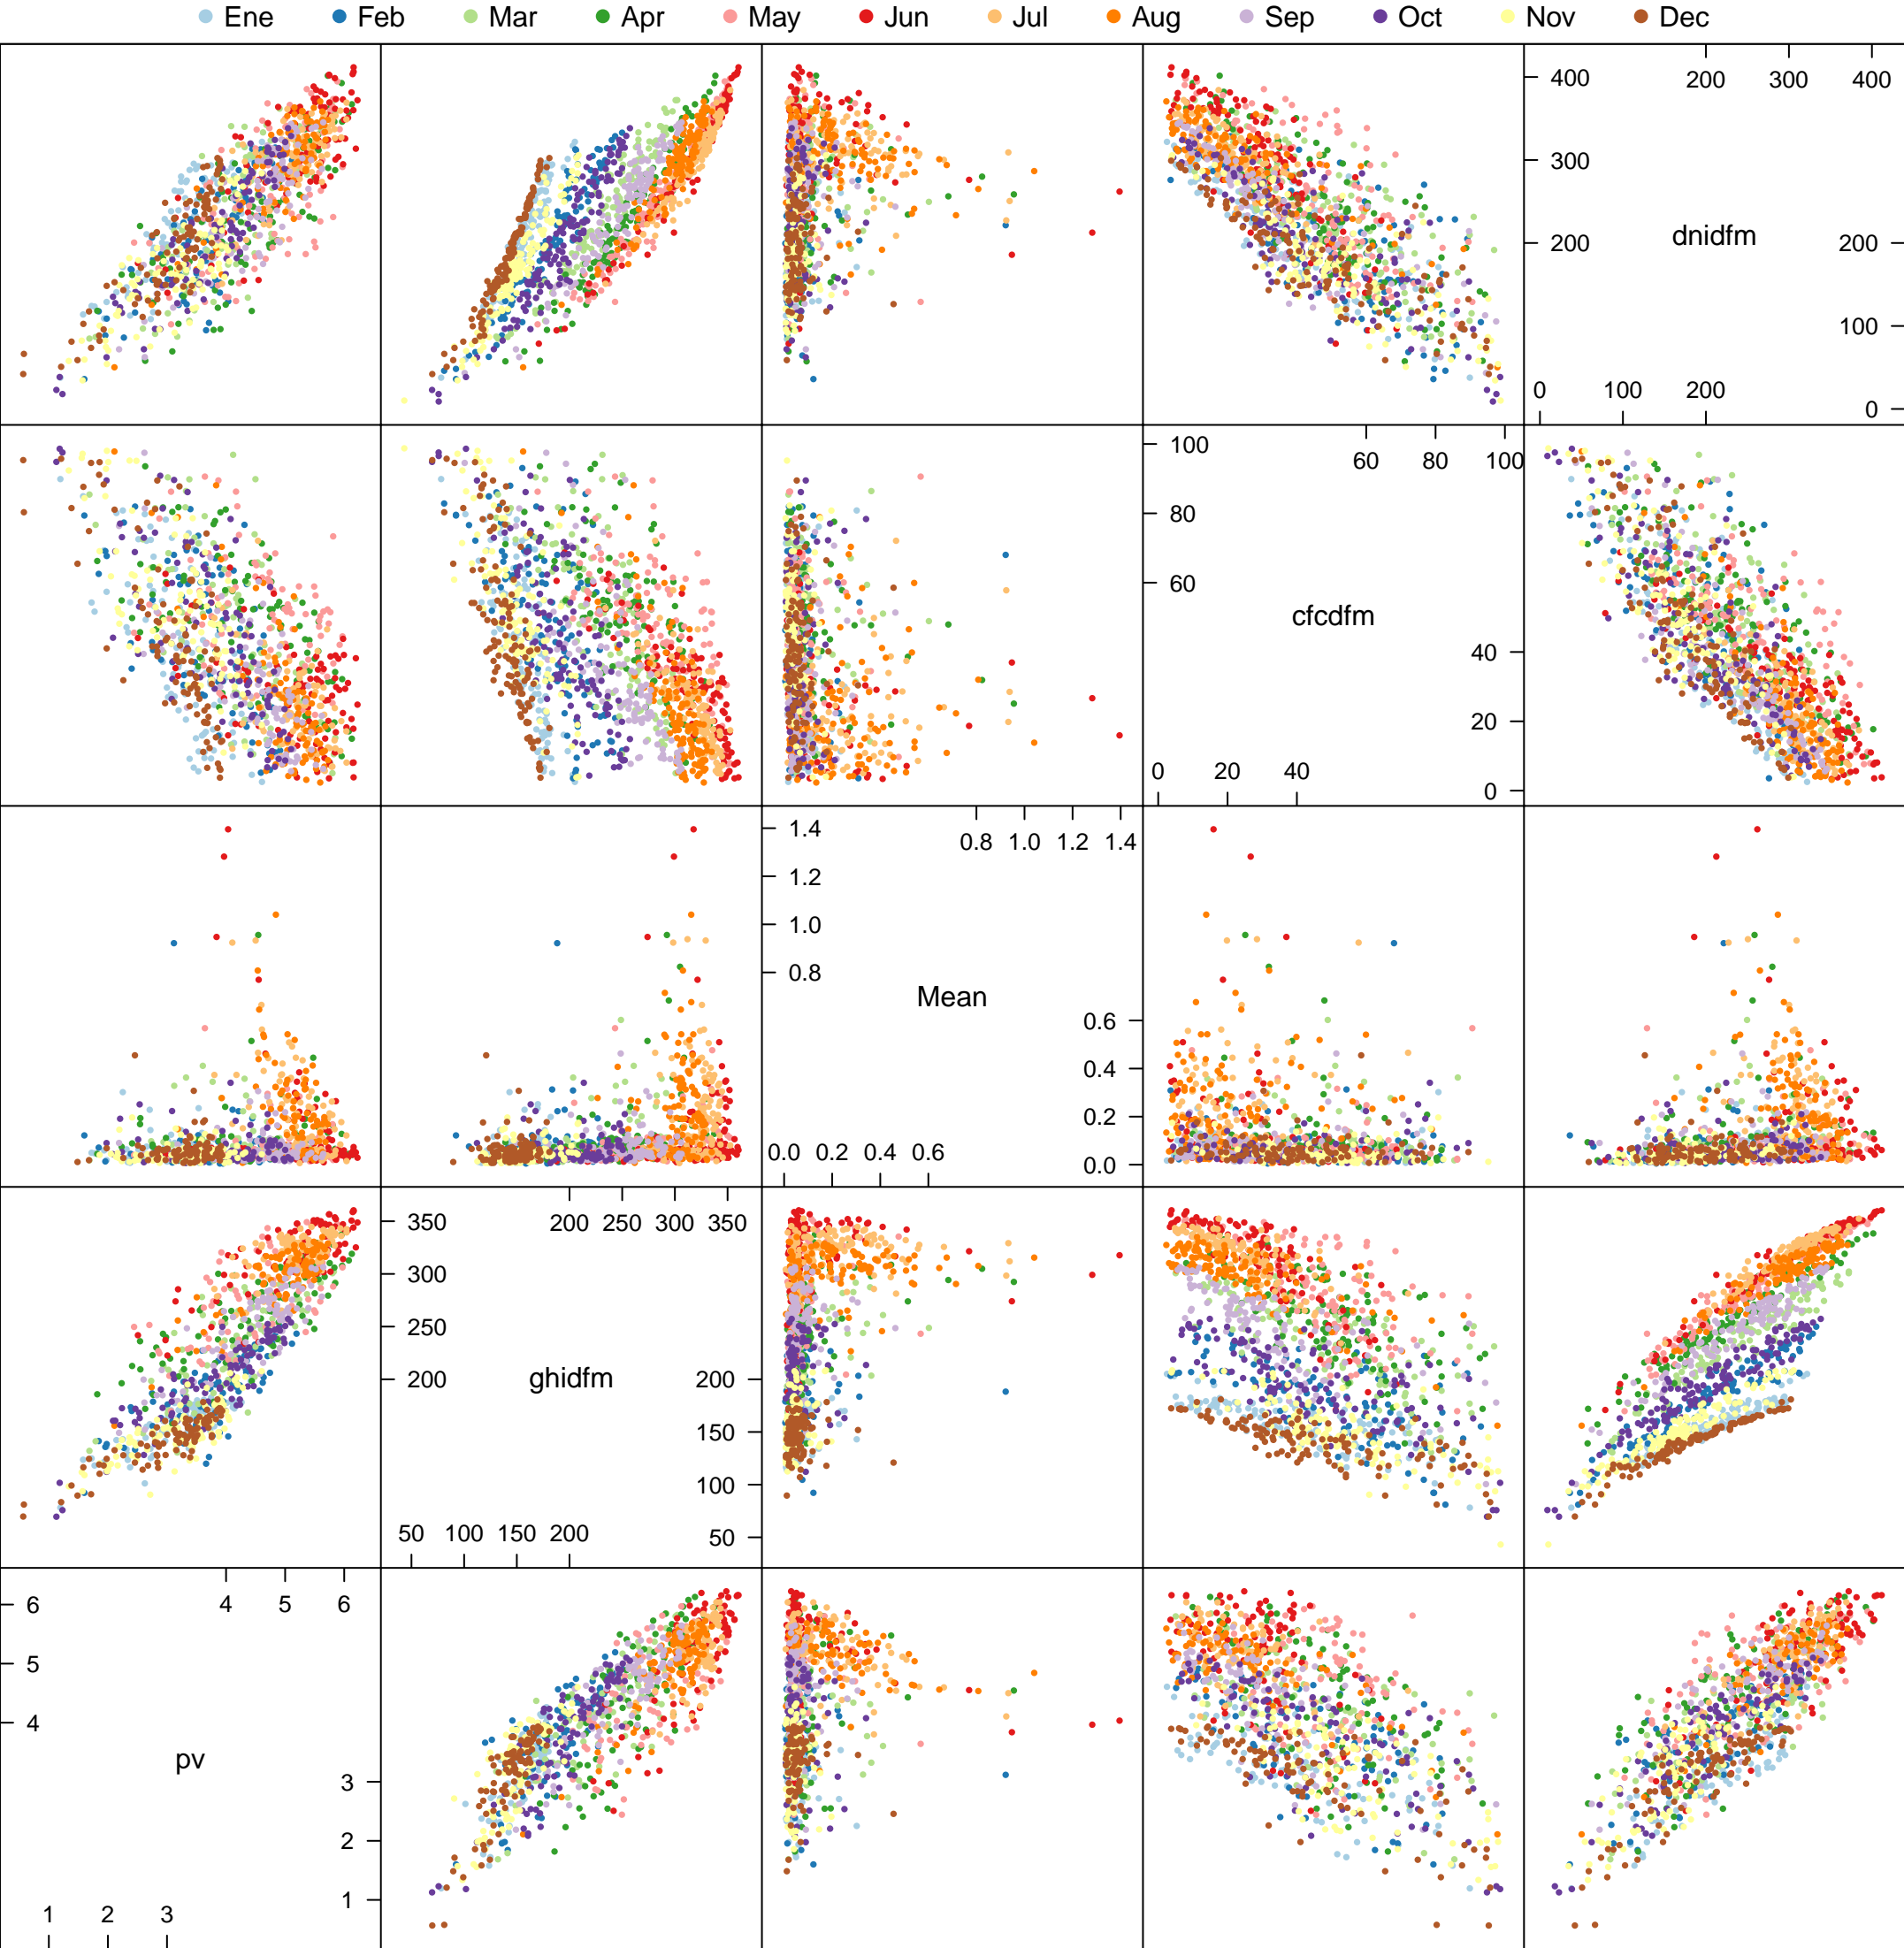 Ene Feb Mar Apr May Jun Jul Aug Sep Oct Nov Dec
400 200 300 400
300
200 dnidfm 200
100
0 100 200
0
100 60 80 100
80
60
cfcdfm
40
20
0 20 40
0
1.4 0.8 1.0 1.2 1.4
1.2
1.0
0.8
Mean
0.6
0.4
0.2
0.0 0.2 0.4 0.6
0.0
350 200 250 300 350
300
250
200 ghidfm 200
150
100
50 100 150 200
50
6 4 5 6
5
4
pv
3
2
1
1 2 3